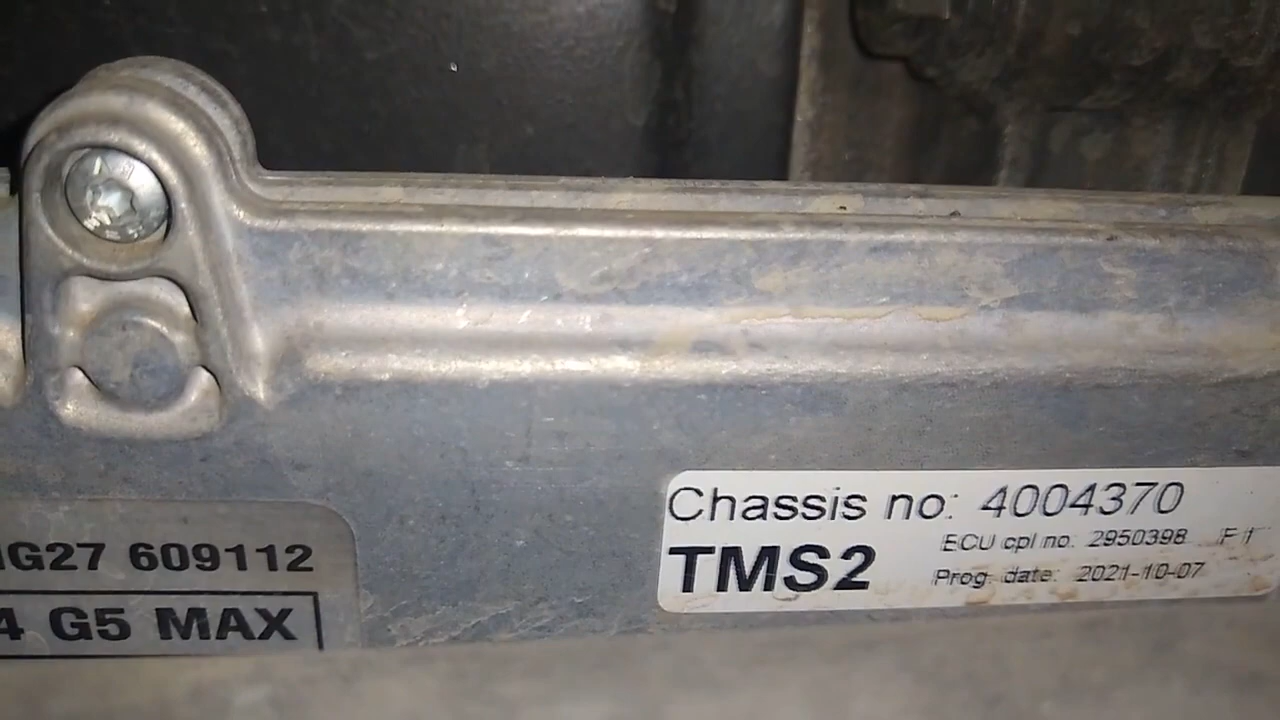 G27 609112
4 G5 MAX
Chassis no: 4004370
TMS2
ECU cpl no. 2950398
Prog. date: 2021-10-07